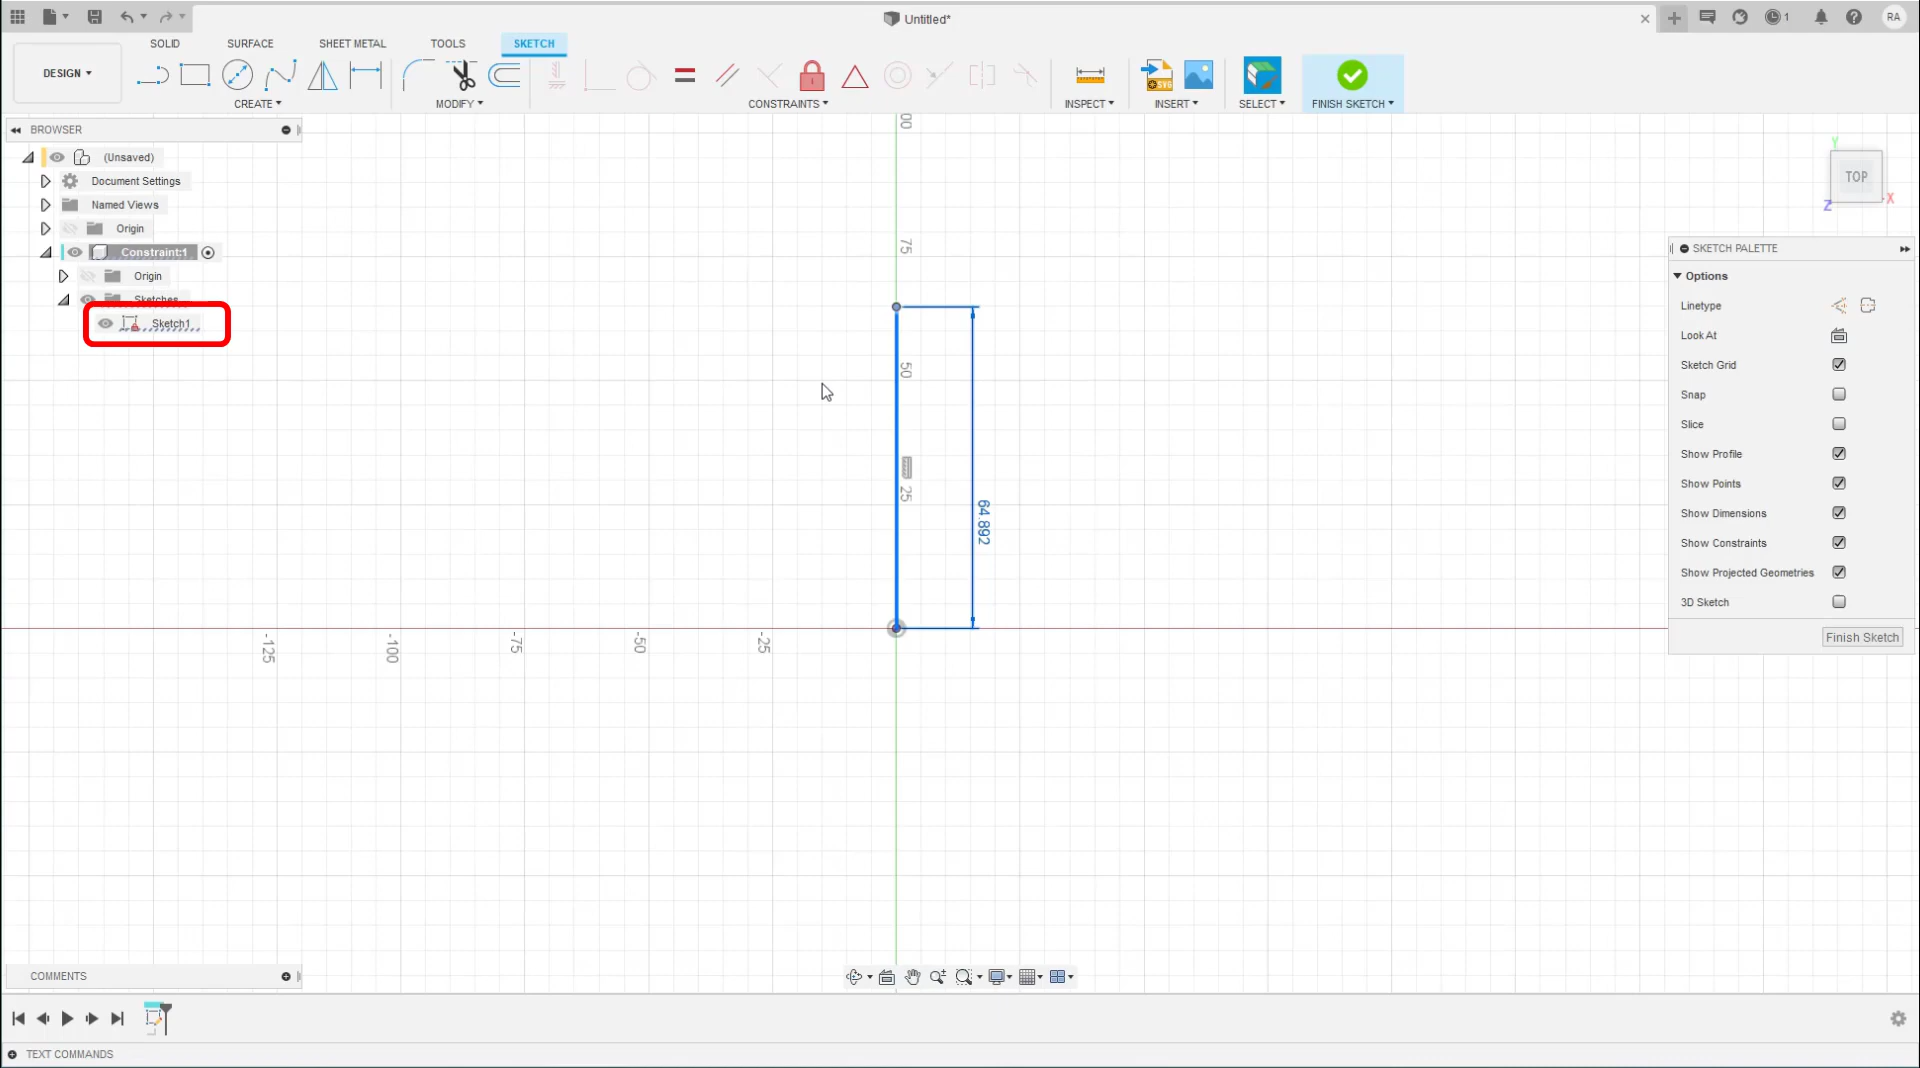 Untitled*
1
RA
SOLID
SURFACE
SHEET METAL
TOOLS
SKETCH
DESIGN
CREATE
MODIFY
CONSTRAINTS
INSPECT
INSERT
SELECT
FINISH SKETCH
BROWSER
(Unsaved)
Document Settings
Named Views
Origin
Constraint:1
Origin
Sketches
Sketch1
00
75
50
25
64.892
-125
-100
-75
-50
-25
Y
TOP
X
Z
SKETCH PALETTE
Options
Linetype
Look At
Sketch Grid
Snap
Slice
Show Profile
Show Points
Show Dimensions
Show Constraints
Show Projected Geometries
3D Sketch
Finish Sketch
COMMENTS
TEXT COMMANDS